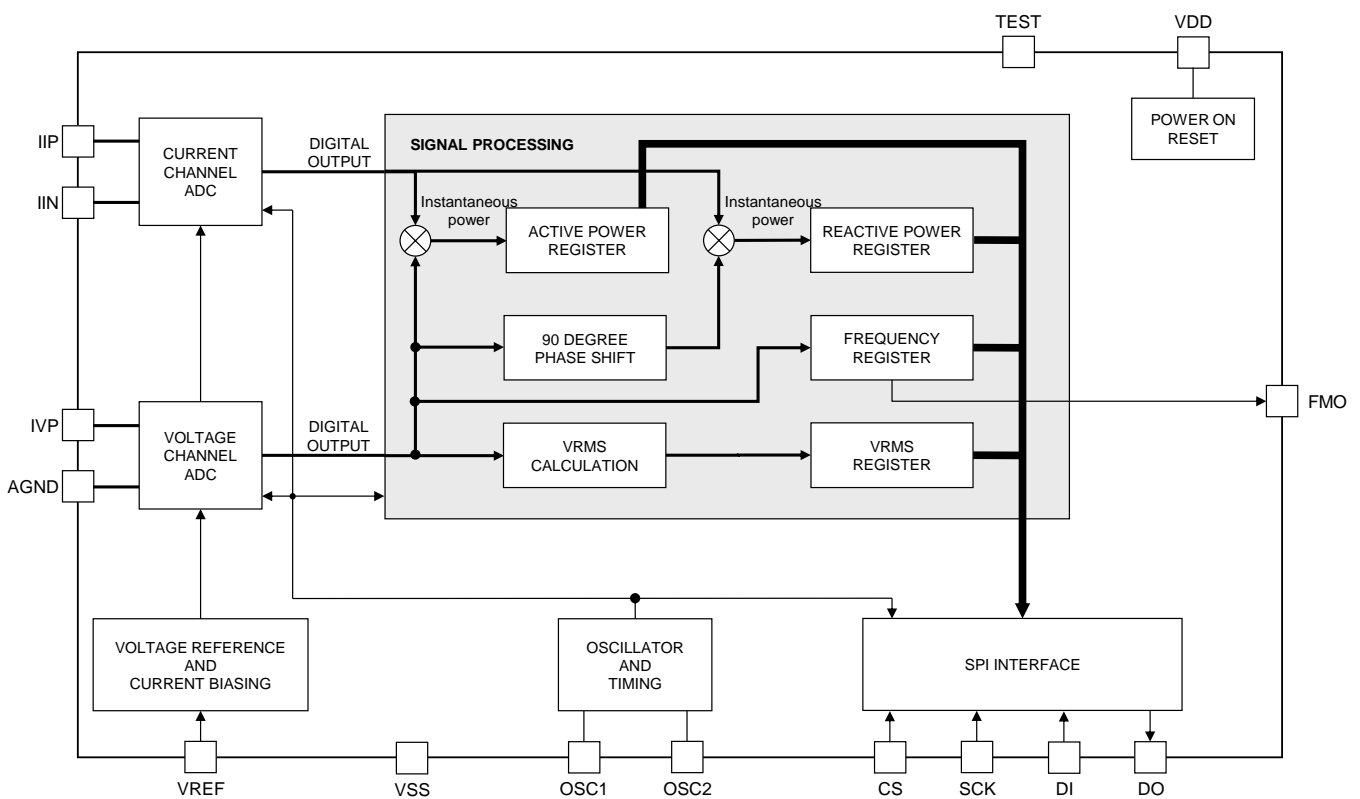 TEST
VDD
IIP
IIN
CURRENT
CHANNEL
ADC
DIGITAL
OUTPUT
SIGNAL PROCESSING
POWER ON
RESET
Instantaneous
power
ACTIVE POWER
REGISTER
Instantaneous
power
REACTIVE POWER
REGISTER
90 DEGREE
PHASE SHIFT
FREQUENCY
REGISTER
FMO
IVP
AGND
VOLTAGE
CHANNEL
ADC
DIGITAL
OUTPUT
VRMS
CALCULATION
VRMS
REGISTER
VOLTAGE REFERENCE
AND
CURRENT BIASING
OSCILLATOR
AND
TIMING
SPI INTERFACE
VREF
VSS
OSC1
OSC2
CS
SCK
DI
DO